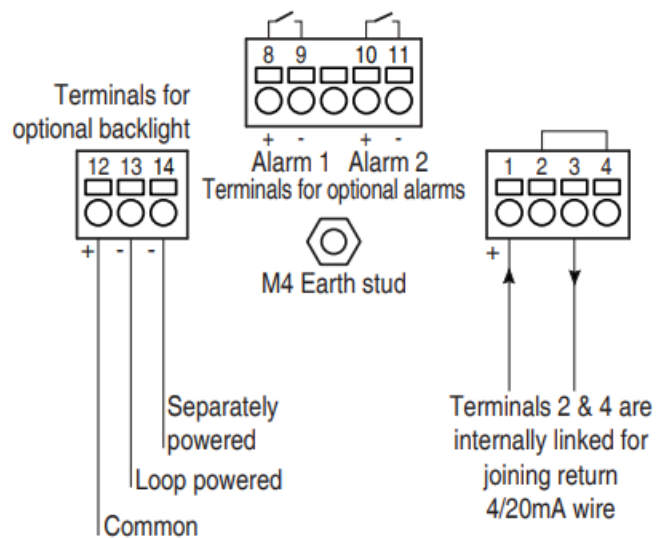 8 9 10 11
+ - + -
Alarm 1 Alarm 2
Terminals for optional alarms
Terminals for
optional backlight
12 13 14
+ - -
Separately
powered
Loop powered
Common
M4 Earth stud
1 2 3 4
+
Terminals 2 & 4 are
internally linked for
joining return
4/20mA wire